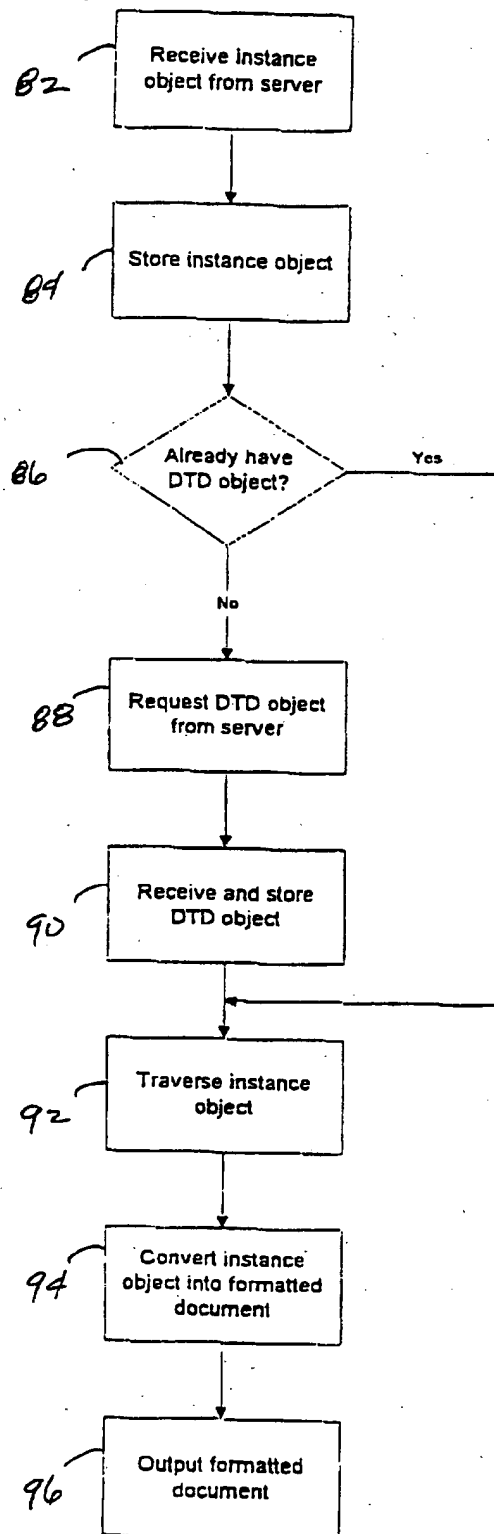 82
Receive instance
object from server
84
Store instance object
86
Already have
DTD object?
Yes
No
88
Request DTD object
from server
90
Receive and store
DTD object
92
Traverse instance
object
94
Convert instance
object into formatted
document
96
Output formatted
document